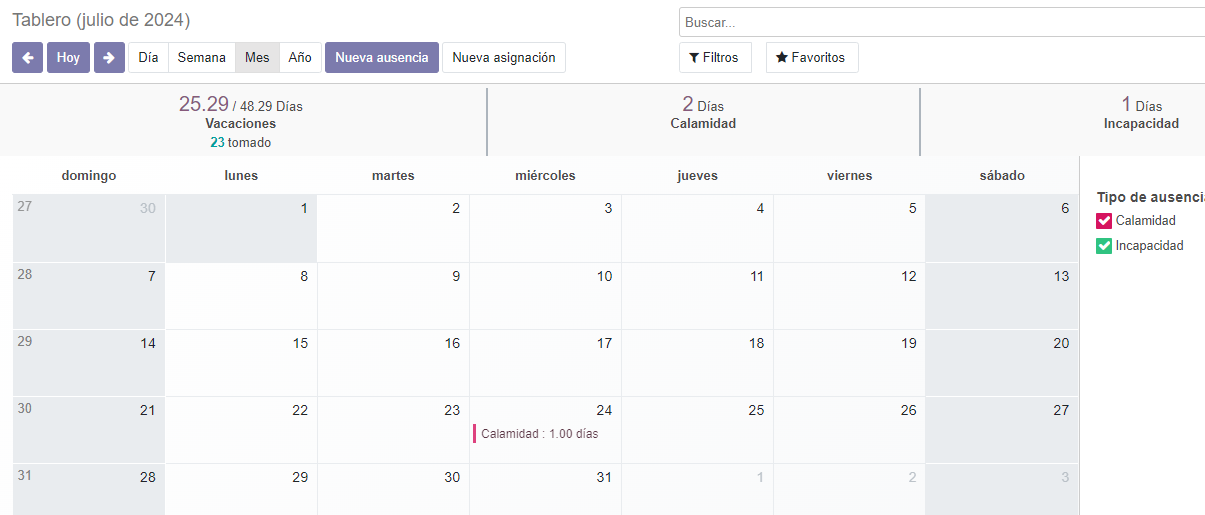 Tablero (julio de 2024)
Buscar...
Hoy Día Semana Mes Año Nueva ausencia Nueva asignación Filtros Favoritos
25.29 / 48.29 Días
Vacaciones
23 tomado
2 Días
Calamidad
1 Días
Incapacidad
domingo lunes martes miércoles jueves viernes sábado
27 30 1 2 3 4 5 6
28 7 8 9 10 11 12 13
29 14 15 16 17 18 19 20
30 21 22 23 24 25 26 27
Calamidad : 1.00 días
31 28 29 30 31 1 2 3
Tipo de ausenci
Calamidad
Incapacidad